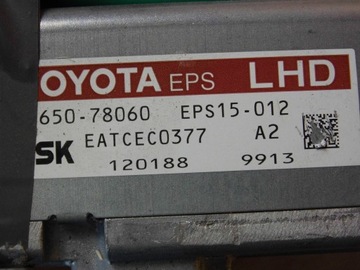 OYOTA EPS LHD
650-78060 EPS15-012
SK EATCEC0377 A2
120188 9913